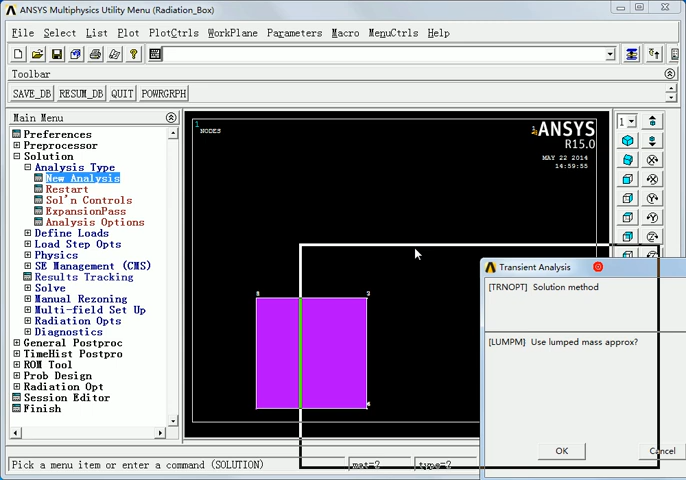 ANSYS Multiphysics Utility Menu (Radiation_Box)
File Select List Plot PlotCtrls WorkPlane Parameters Macro MenuCtrls Help
Toolbar
SAVE_DB RESUM_DB QUIT POWRGRPH
Main Menu
Preferences
Preprocessor
Solution
Analysis Type
New Analysis
Restart
Sol'n Controls
ExpansionPass
Analysis Options
Define Loads
Load Step Opts
Physics
SE Management (CMS)
Results Tracking
Solve
Manual Rezoning
Multi-field Set Up
Radiation Opts
Diagnostics
General Postproc
TimeHist Postpro
ROM Tool
Prob Design
Radiation Opt
Session Editor
Finish
1
NODES
ANSYS
R15.0
MAY 22 2014
14:59:55
3
1
Transient Analysis
[TRNOPT] Solution method
[LUMPM] Use lumped mass approx?
OK Cancel
Pick a menu item or enter a command (SOLUTION) mat=2 type=2